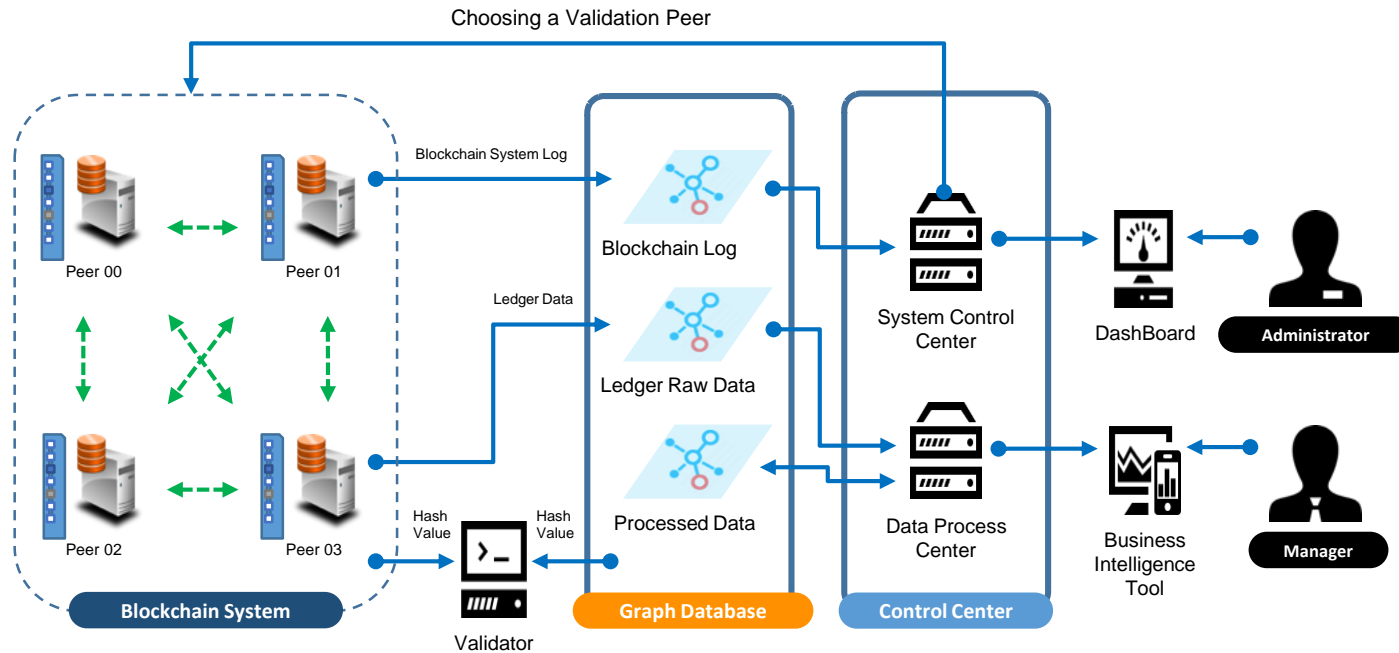 Choosing a Validation Peer
Blockchain System Log
Peer 00
Peer 01
Blockchain Log
Ledger Data
System Control
Center
DashBoard
Administrator
Ledger Raw Data
Peer 02
Peer 03
Hash
Value
Hash
Value
Processed Data
Data Process
Center
Business
Intelligence
Tool
Manager
Blockchain System
Validator
Graph Database
Control Center